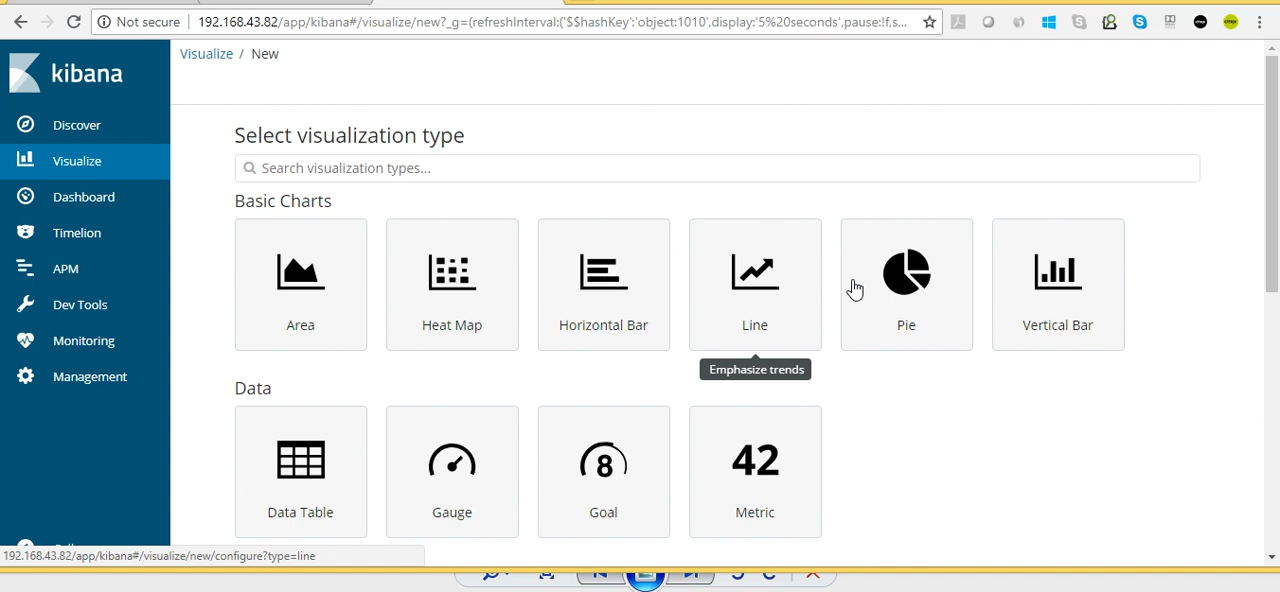 Not secure
192.168.43.82/app/kibana#/visualize/new?_g=(refreshInterval:('$$hashKey':'object:1010',display:'5%20seconds',pause:!f,s...
kibana
Visualize / New
Discover
Visualize
Dashboard
Timelion
APM
Dev Tools
Monitoring
Management
Select visualization type
Search visualization types...
Basic Charts
Area
Heat Map
Horizontal Bar
Line
Pie
Vertical Bar
Emphasize trends
Data
8
42
Data Table
Gauge
Goal
Metric
192.168.43.82/app/kibana#/visualize/new/configure?type=line